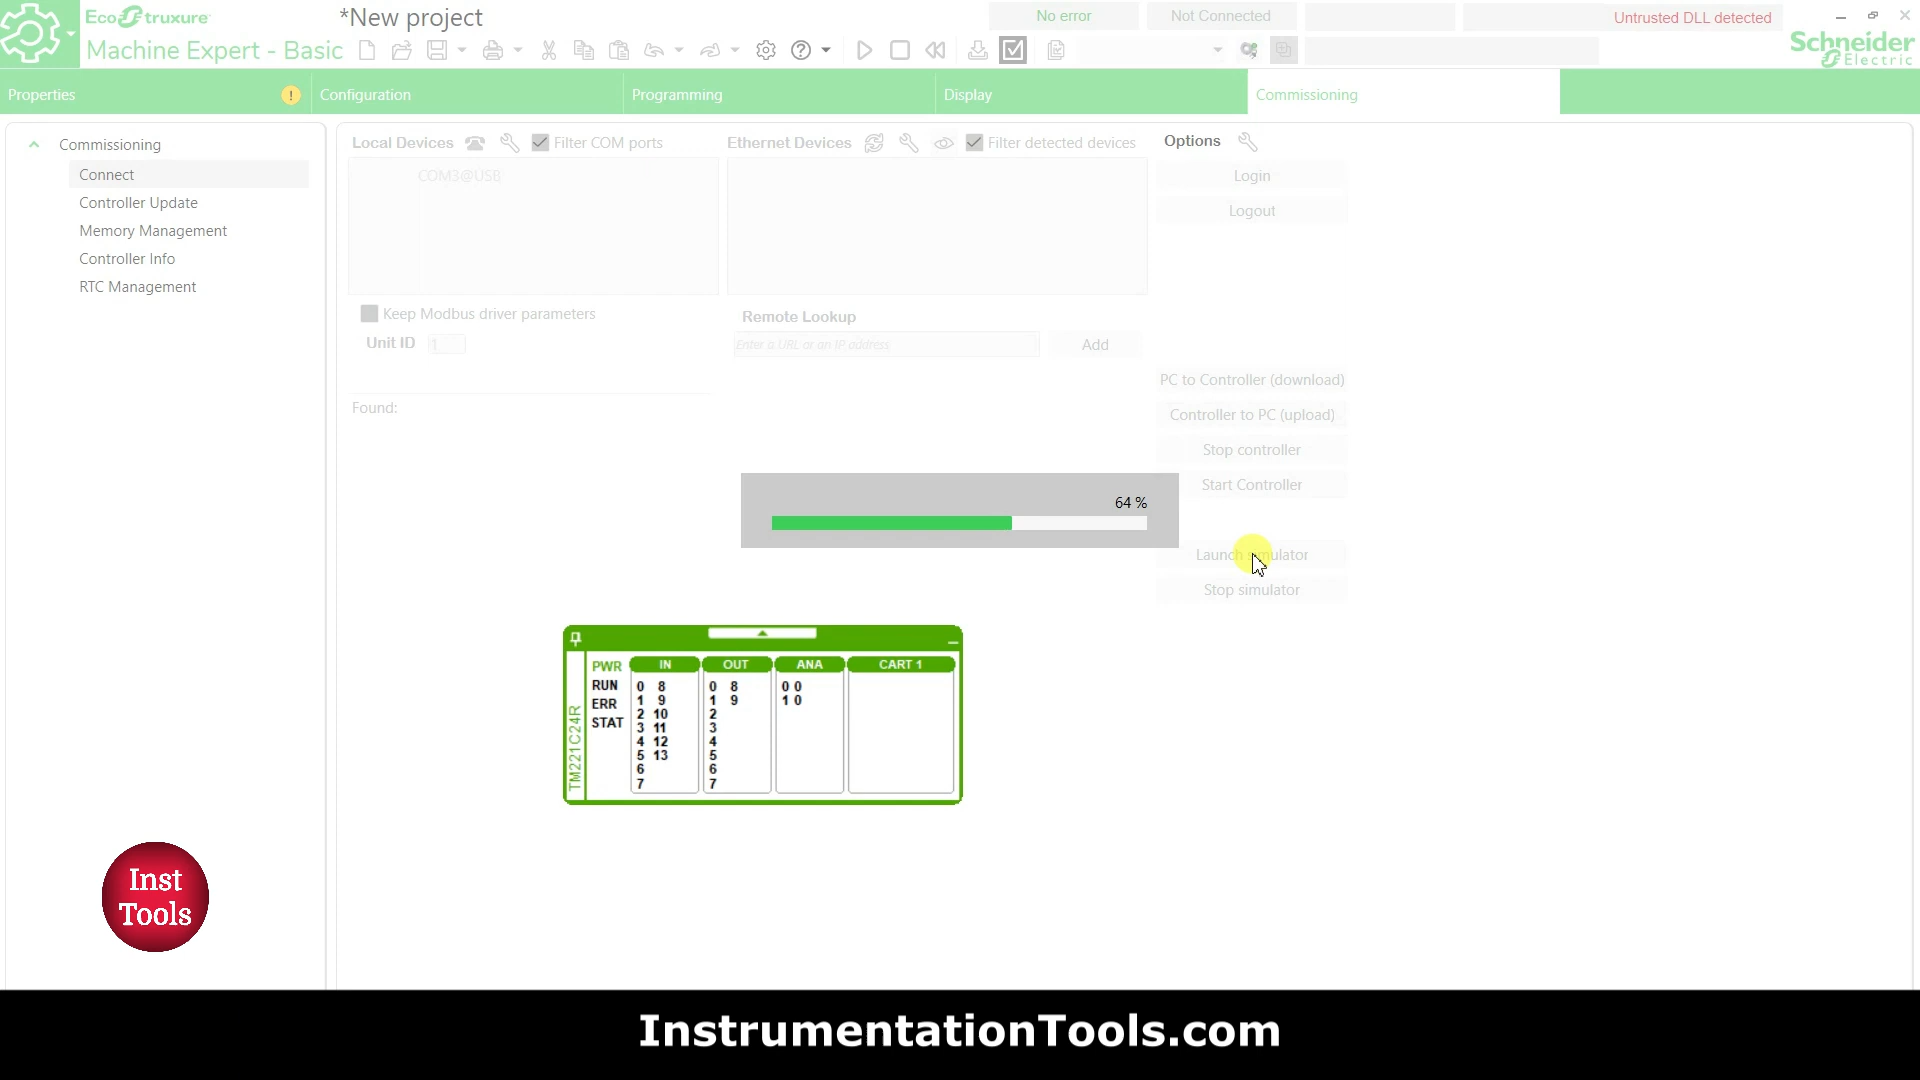 EcoStruxure
Machine Expert - Basic
*New project
No error
Not Connected
Untrusted DLL detected
Schneider
Electric
Properties
!
Configuration
Programming
Display
Commissioning
Commissioning
Connect
Controller Update
Memory Management
Controller Info
RTC Management
Local Devices
Filter COM ports
COM3@USB
Keep Modbus driver parameters
Unit ID 1
Found:
Ethernet Devices
Filter detected devices
Remote Lookup
Enter a URL or an IP address
Add
Options
Login
Logout
PC to Controller (download)
Controller to PC (upload)
Stop controller
Start Controller
Launch simulator
Stop simulator
64 %
TM221C24R
PWR
RUN
ERR
STAT
IN
0 8
1 9
2 10
3 11
4 12
5 13
6
7
OUT
0 8
1 9
2
3
4
5
6
7
ANA
0 0
1 0
CART 1
Inst
Tools
InstrumentationTools.com